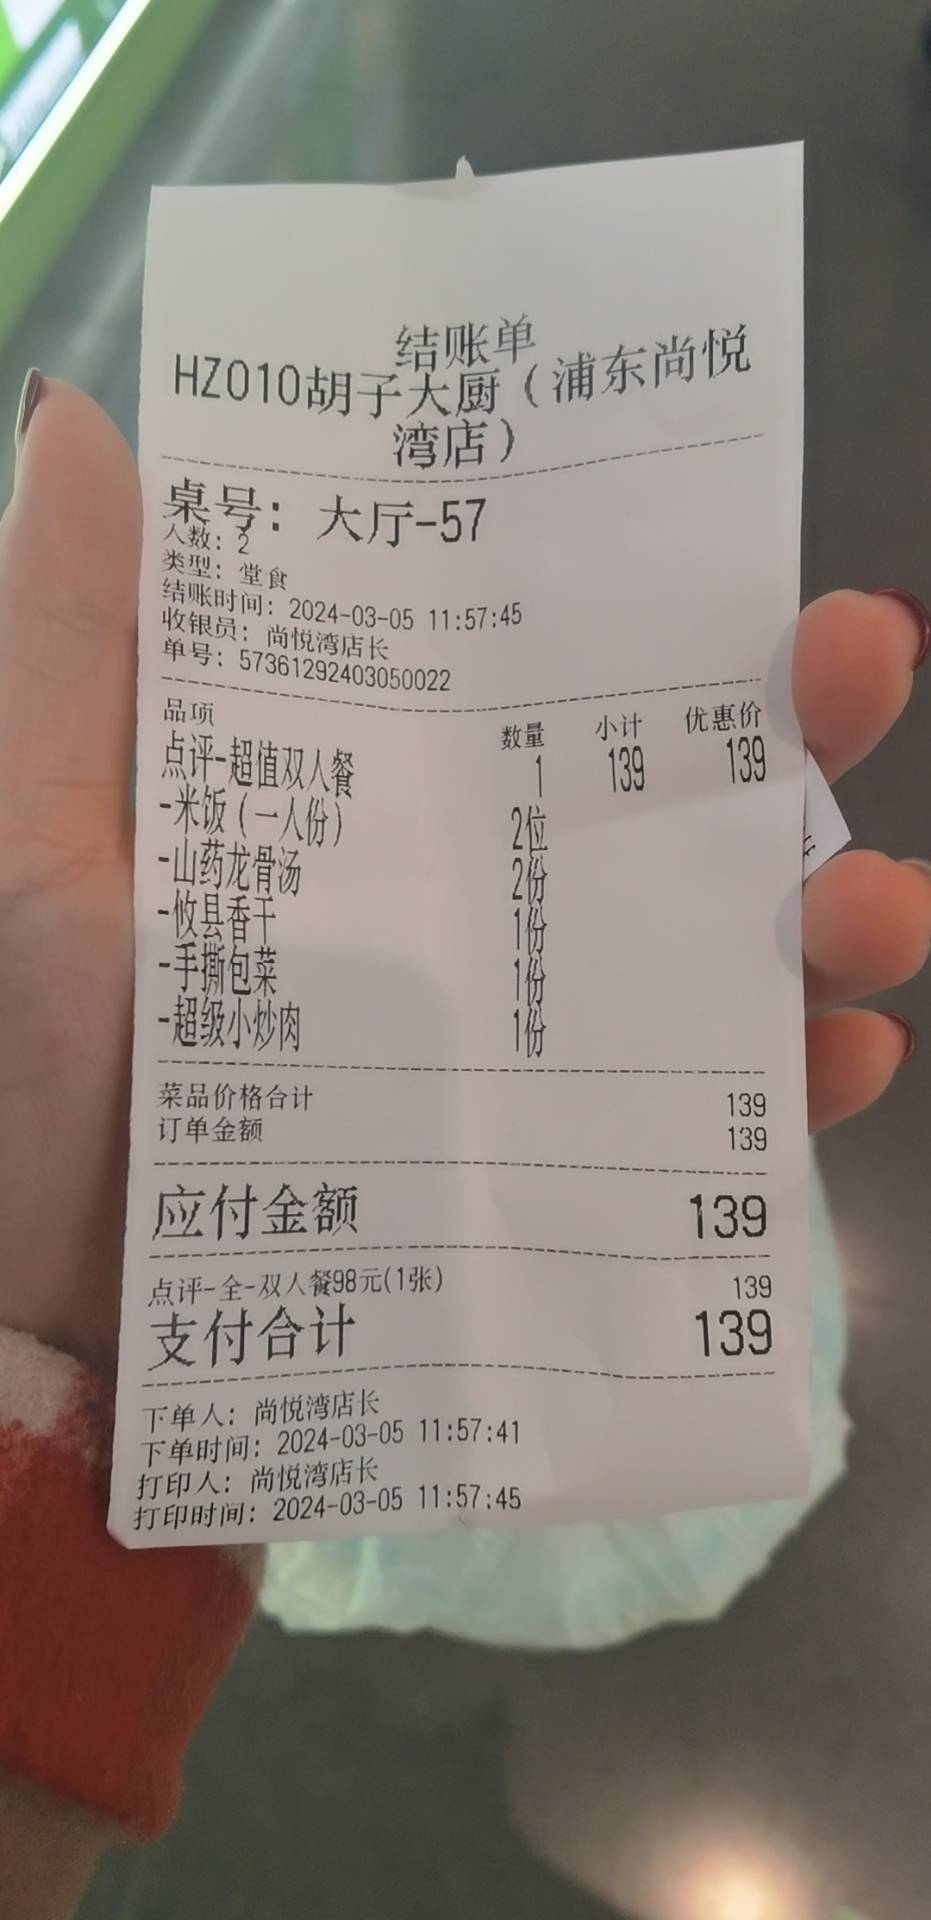 结账单
HZ010胡子大厨（浦东尚悦
湾店）
桌号：大厅-57
人数：2
类型：堂食
结账时间：2024-03-05 11:57:45
收银员：尚悦湾店长
单号：57361292403050022
品项 数量 小计 优惠价
点评-超值双人餐 1 139 139
-米饭（一人份） 2位
-山药龙骨汤 2份
-攸县香干 1份
-手撕包菜 1份
-超级小炒肉 1份
菜品价格合计 139
订单金额 139
应付金额 139
点评-全-双人餐98元(1张) 139
支付合计 139
下单人：尚悦湾店长
下单时间：2024-03-05 11:57:41
打印人：尚悦湾店长
打印时间：2024-03-05 11:57:45